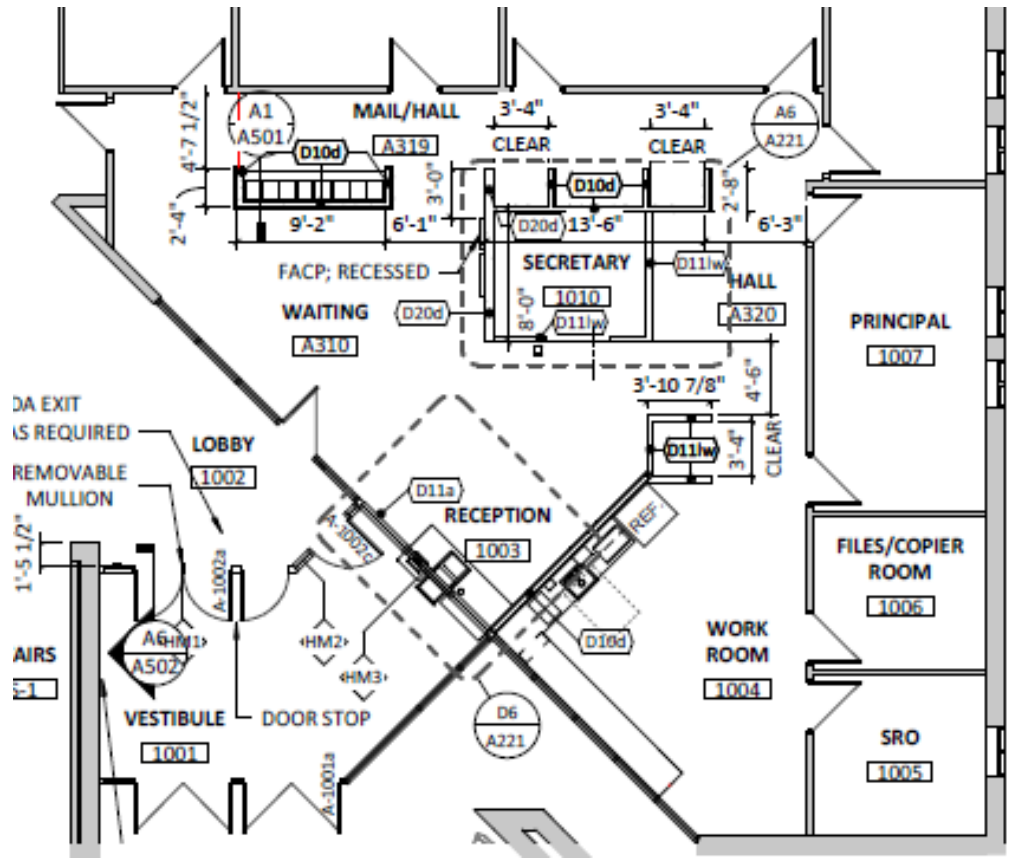 MAIL/HALL
A319
A1
A501
D10d
4'-7 1/2"
2'-4"
9'-2"
6'-1"
3'-0"
3'-4"
CLEAR
3'-4"
CLEAR
A6
A221
D10d
2'-8"
D20d
13'-6"
6'-3"
FACP; RECESSED
SECRETARY
1010
D11lw
D11lw
8'-0"
HALL
A320
WAITING
A310
D20d
PRINCIPAL
1007
3'-10 7/8"
4'-6"
3'-4"
CLEAR
D11lw
DA EXIT
AS REQUIRED
REMOVABLE
MULLION
LOBBY
1002
D11a
RECEPTION
1003
A-1002c
REF.
1'-5 1/2"
A-1002a
FILES/COPIER
ROOM
1006
A6
A502
HM1
HM2
HM3
D10d
WORK
ROOM
1004
AIRS
S-1
VESTIBULE
1001
DOOR STOP
D6
A221
SRO
1005
A-1001a